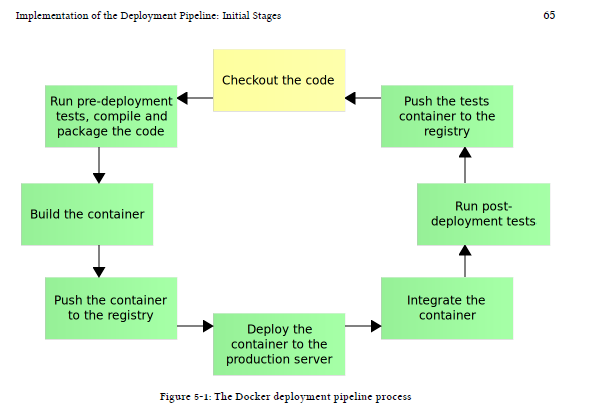 Implementation of the Deployment Pipeline: Initial Stages 65
Checkout the code
Run pre-deployment
tests, compile and
package the code
Build the container
Push the container
to the registry
Deploy the
container to the
production server
Integrate the
container
Run post-
deployment tests
Push the tests
container to the
registry
Figure 5-1: The Docker deployment pipeline process